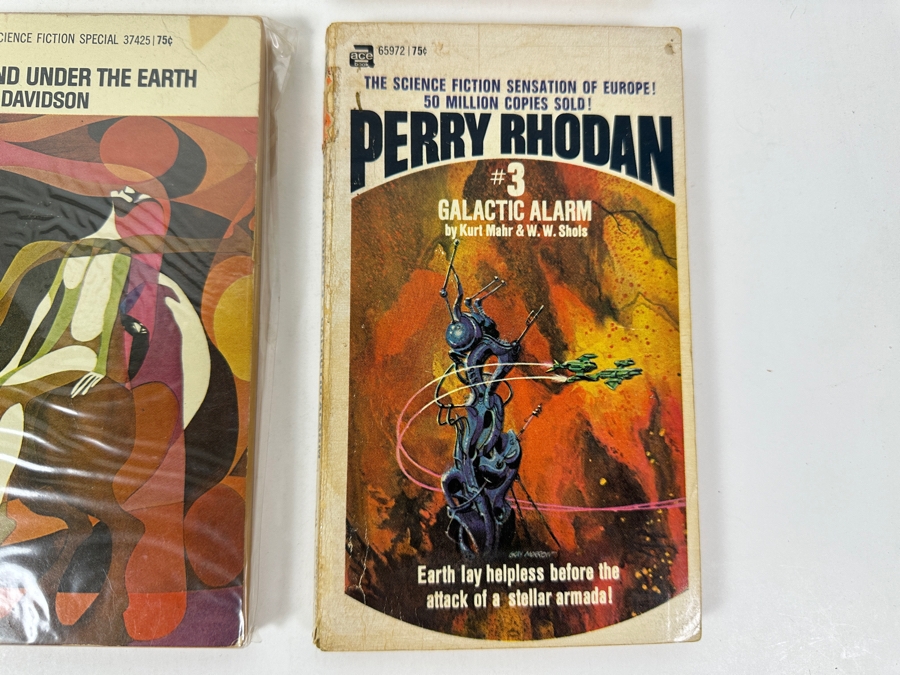 SCIENCE FICTION SPECIAL 37425 | 75¢
ND UNDER THE EARTH
DAVIDSON
ace
65972 | 75¢
THE SCIENCE FICTION SENSATION OF EUROPE!
50 MILLION COPIES SOLD!
PERRY RHODAN
#3
GALACTIC ALARM
by Kurt Mahr & W. W. Shols
GRAY MORROW
Earth lay helpless before the
attack of a stellar armada!